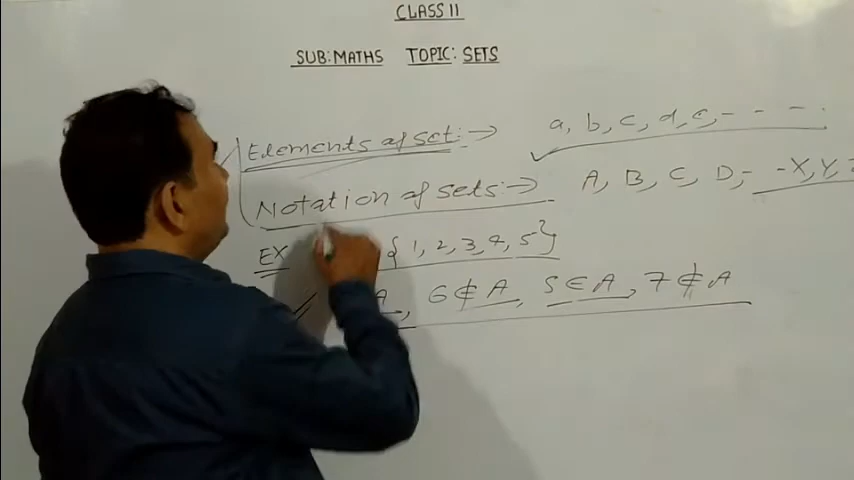 CLASS 11
SUB: MATHS TOPIC: SETS
Elements of set:→ a, b, c, d, e, - - - .
Notation of sets:→ A, B, C, D, - - X, Y,
EX {1, 2, 3, 4, 5}
A, 6∉A, 5∈A, 7∉A